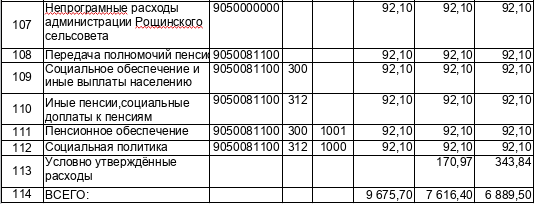 107 Непрограмные расходы 9050000000 92,10 92,10 92,10
администрации Рощинского
сельсовета
108 Передача полномочий пенсио 9050081100 92,10 92,10 92,10
109 Социальное обеспечение и 9050081100 300 92,10 92,10 92,10
иные выплаты населению
110 Иные пенсии,социальные 9050081100 312 92,10 92,10 92,10
доплаты к пенсиям
111 Пенсионное обеспечение 9050081100 300 1001 92,10 92,10 92,10
112 Социальная политика 9050081100 312 1000 92,10 92,10 92,10
113 Условно утверждённые 170,97 343,84
расходы
114 ВСЕГО: 9 675,70 7 616,40 6 889,50